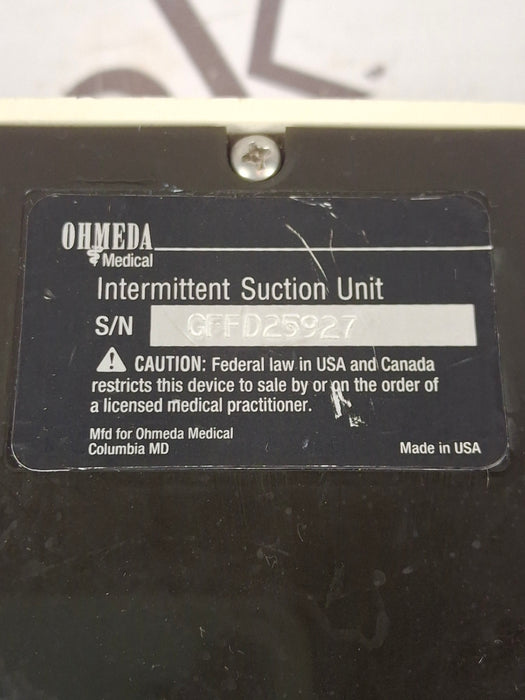 OHMEDA
Medical
Intermittent Suction Unit
S/N GFFD25927
CAUTION: Federal law in USA and Canada
restricts this device to sale by or on the order of
a licensed medical practitioner.
Mfd for Ohmeda Medical
Columbia MD
Made in USA